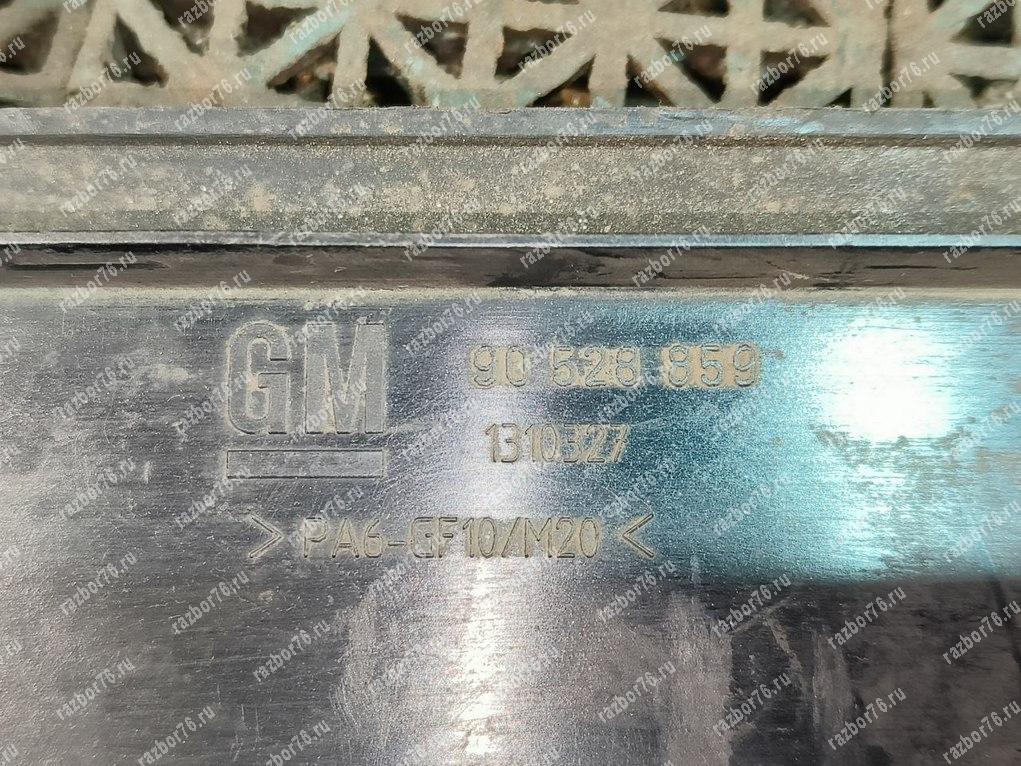 GM
90 528 859
1310327
> PA6-GF10/M20 <
razbor76.ru